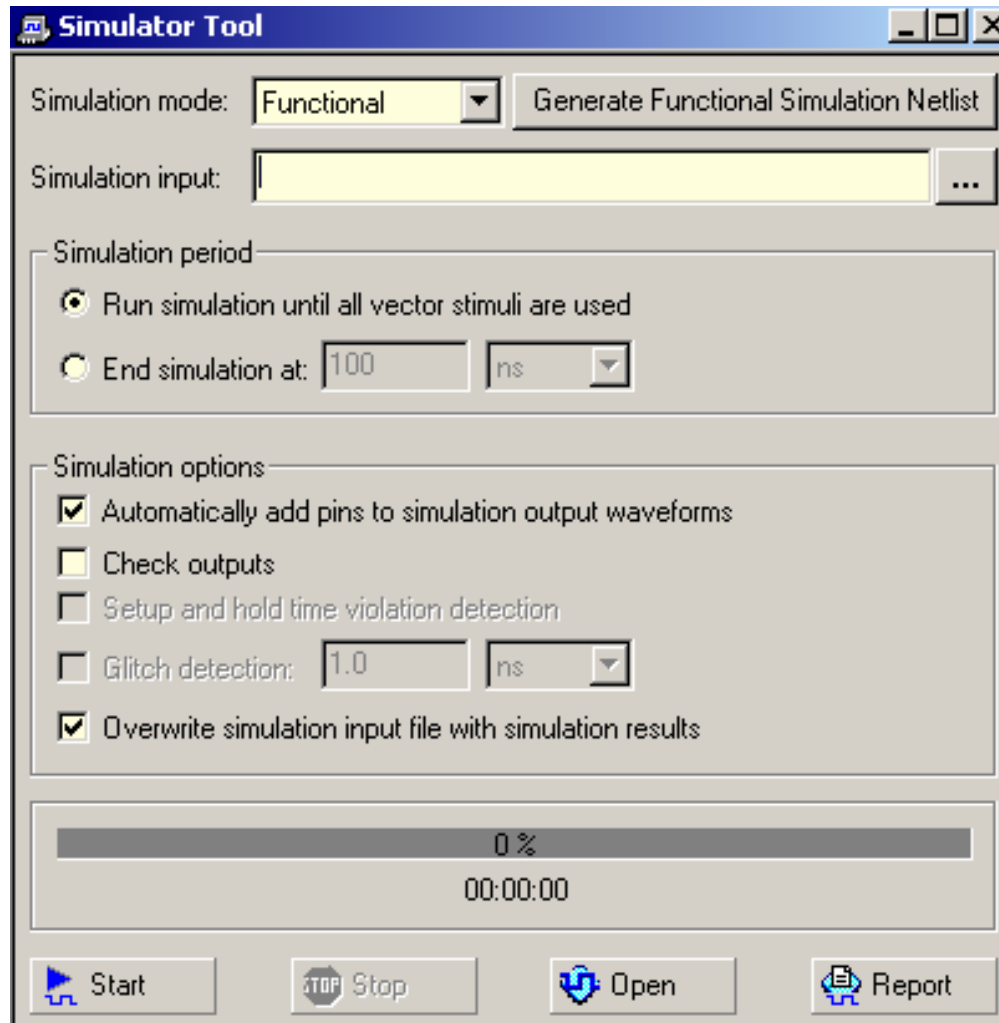 Simulator Tool
Simulation mode: Functional Generate Functional Simulation Netlist
Simulation input: ...
Simulation period
Run simulation until all vector stimuli are used
End simulation at: 100 ns
Simulation options
Automatically add pins to simulation output waveforms
Check outputs
Setup and hold time violation detection
Glitch detection: 1.0 ns
Overwrite simulation input file with simulation results
0 %
00:00:00
Start STOP Stop Open Report